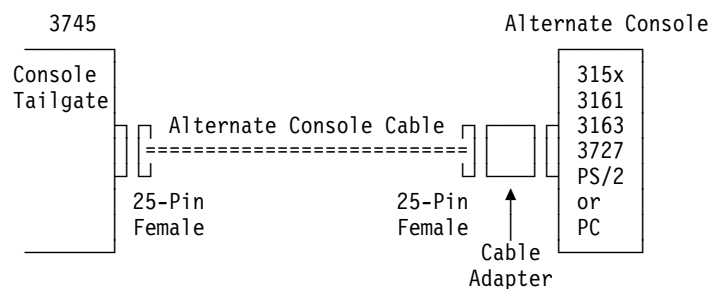 3745
Alternate Console
Console
Tailgate
315x
3161
3163
3727
PS/2
or
PC
Alternate Console Cable
25-Pin
Female
25-Pin
Female
Cable
Adapter